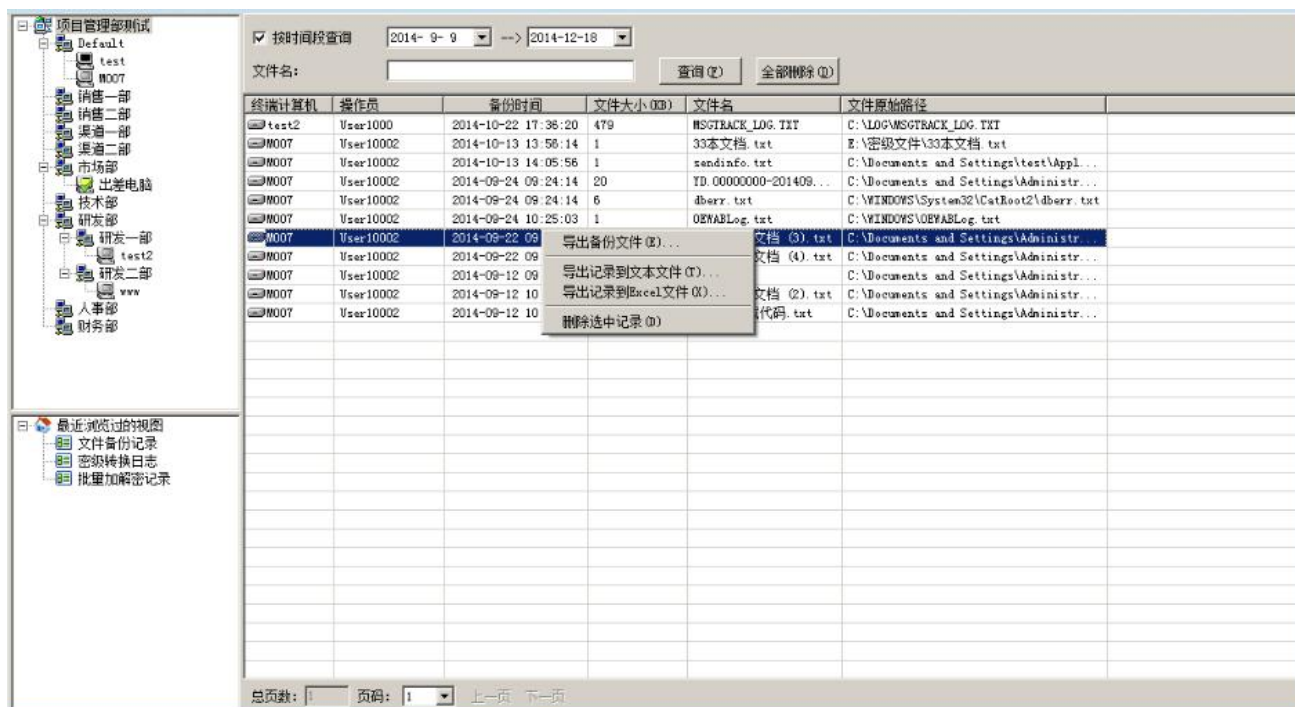 项目管理部测试
Default
test
M007
销售一部
销售二部
渠道一部
渠道二部
市场部
出差电脑
技术部
研发部
研发一部
test2
研发二部
www
人事部
财务部
最近浏览过的视图
文件备份记录
密级转换日志
批量加解密记录
按时间段查询 2014- 9- 9 --> 2014-12-18
文件名: 查询(F) 全部删除(D)
终端计算机 操作员 备份时间 文件大小(KB) 文件名 文件原始路径
test2 User1000 2014-10-22 17:36:20 479 MSGTRACK_LOG.TXT C:\LOG\MSGTRACK_LOG.TXT
M007 User10002 2014-10-13 13:56:14 1 33本文档.txt E:\密级文件\33本文档.txt
M007 User10002 2014-10-13 14:05:56 1 sendinfo.txt C:\Documents and Settings\test\Appl...
M007 User10002 2014-09-24 09:24:14 20 YD.00000000-201409... C:\Documents and Settings\Administr...
M007 User10002 2014-09-24 09:24:14 6 dberr.txt C:\WINDOWS\System32\CatRoot2\dberr.txt
M007 User10002 2014-09-24 10:25:03 1 OEWABLog.txt C:\WINDOWS\OEWABLog.txt
M007 User10002 2014-09-22 09 文档 (3).txt C:\Documents and Settings\Administr...
M007 User10002 2014-09-22 09 文档 (4).txt C:\Documents and Settings\Administr...
M007 User10002 2014-09-12 09 C:\Documents and Settings\Administr...
M007 User10002 2014-09-12 10 文档 (2).txt C:\Documents and Settings\Administr...
M007 User10002 2014-09-12 10 代码.txt C:\Documents and Settings\Administr...
导出备份文件(E)...
导出记录到文本文件(T)...
导出记录到Excel文件(X)...
删除选中记录(D)
总页数: 1 页码: 1 上一页 下一页